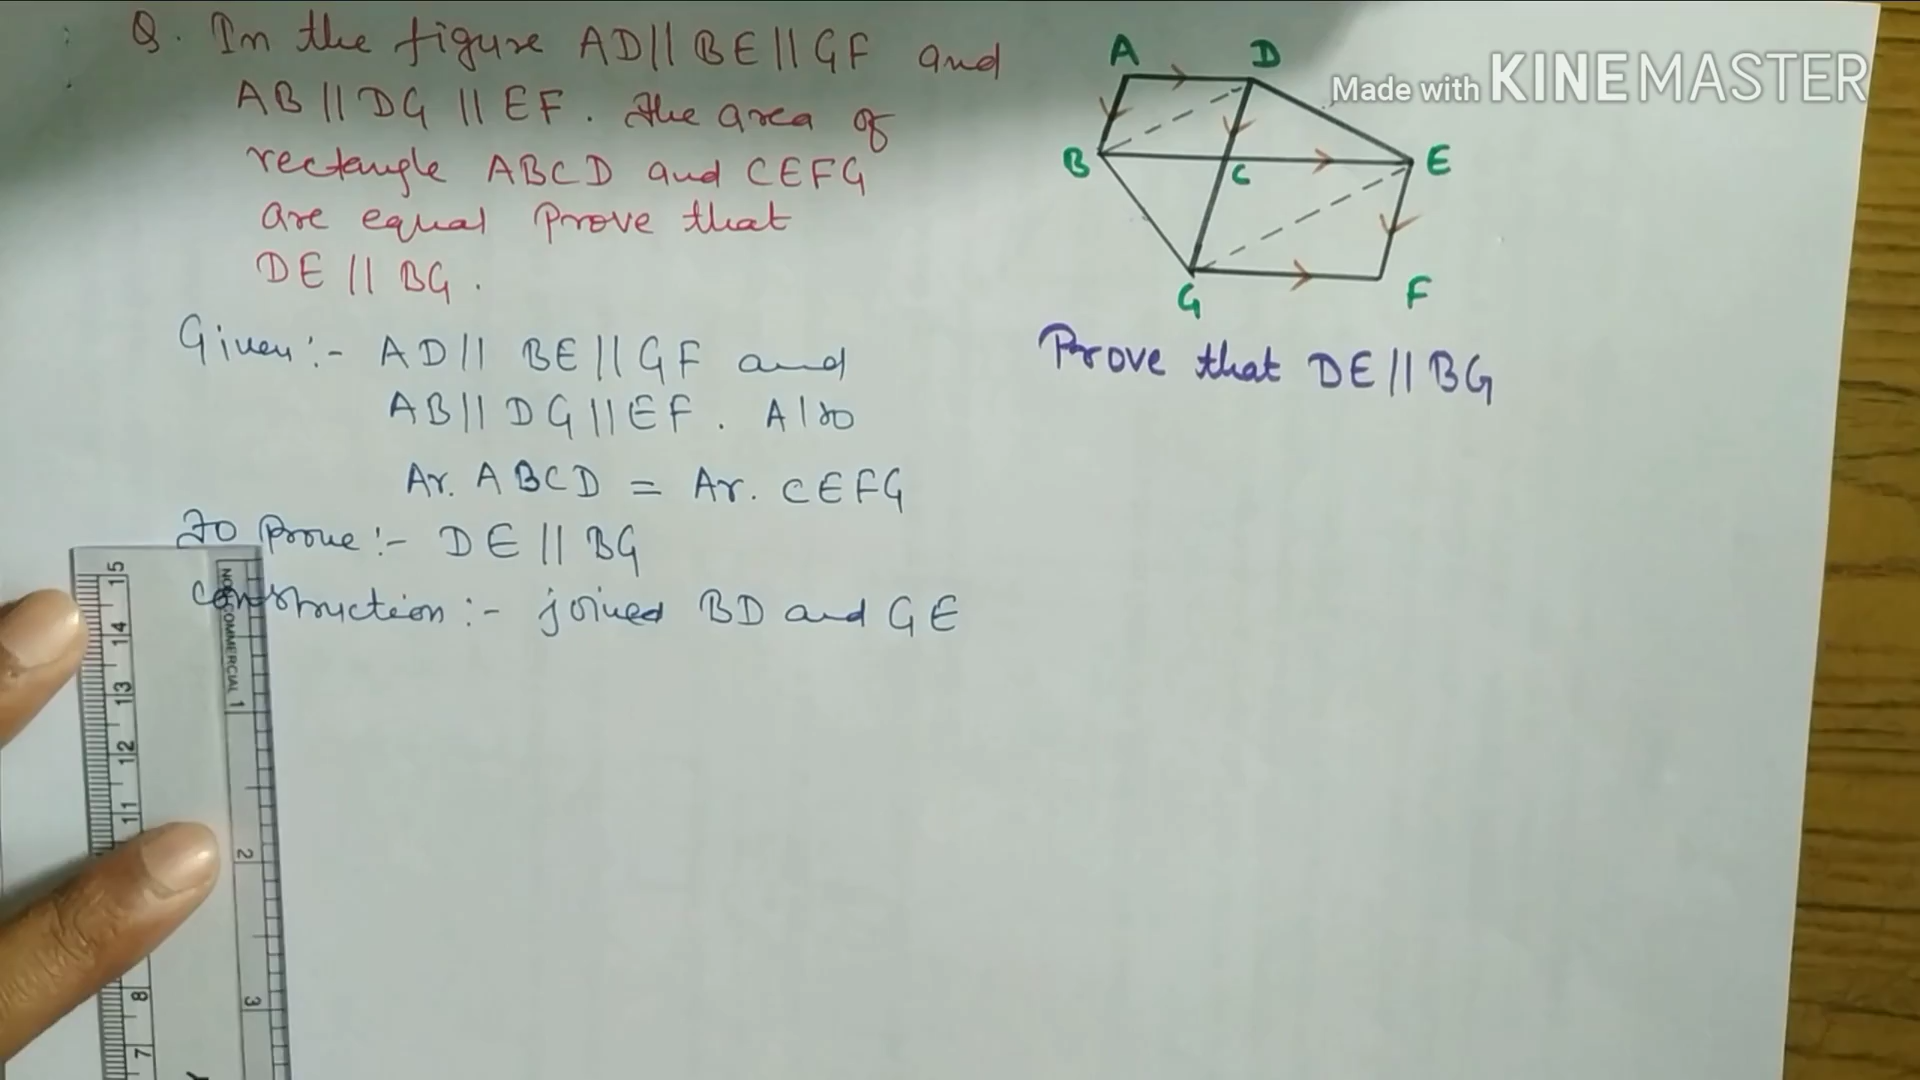 Q. In the figure AD || BE || GF and
AB || DG || EF. The area of
rectangle ABCD and CEFG
are equal Prove that
DE || BG.
Given :- AD || BE || GF and
AB || DG || EF. Also
Ar. ABCD = Ar. CEFG
To Prove :- DE || BG
Construction :- joined BD and GE
A D
B C E
G F
Prove that DE || BG
Made with KINEMASTER
15
14
13
12
11
8
7
COMMERCIAL 1
2
3